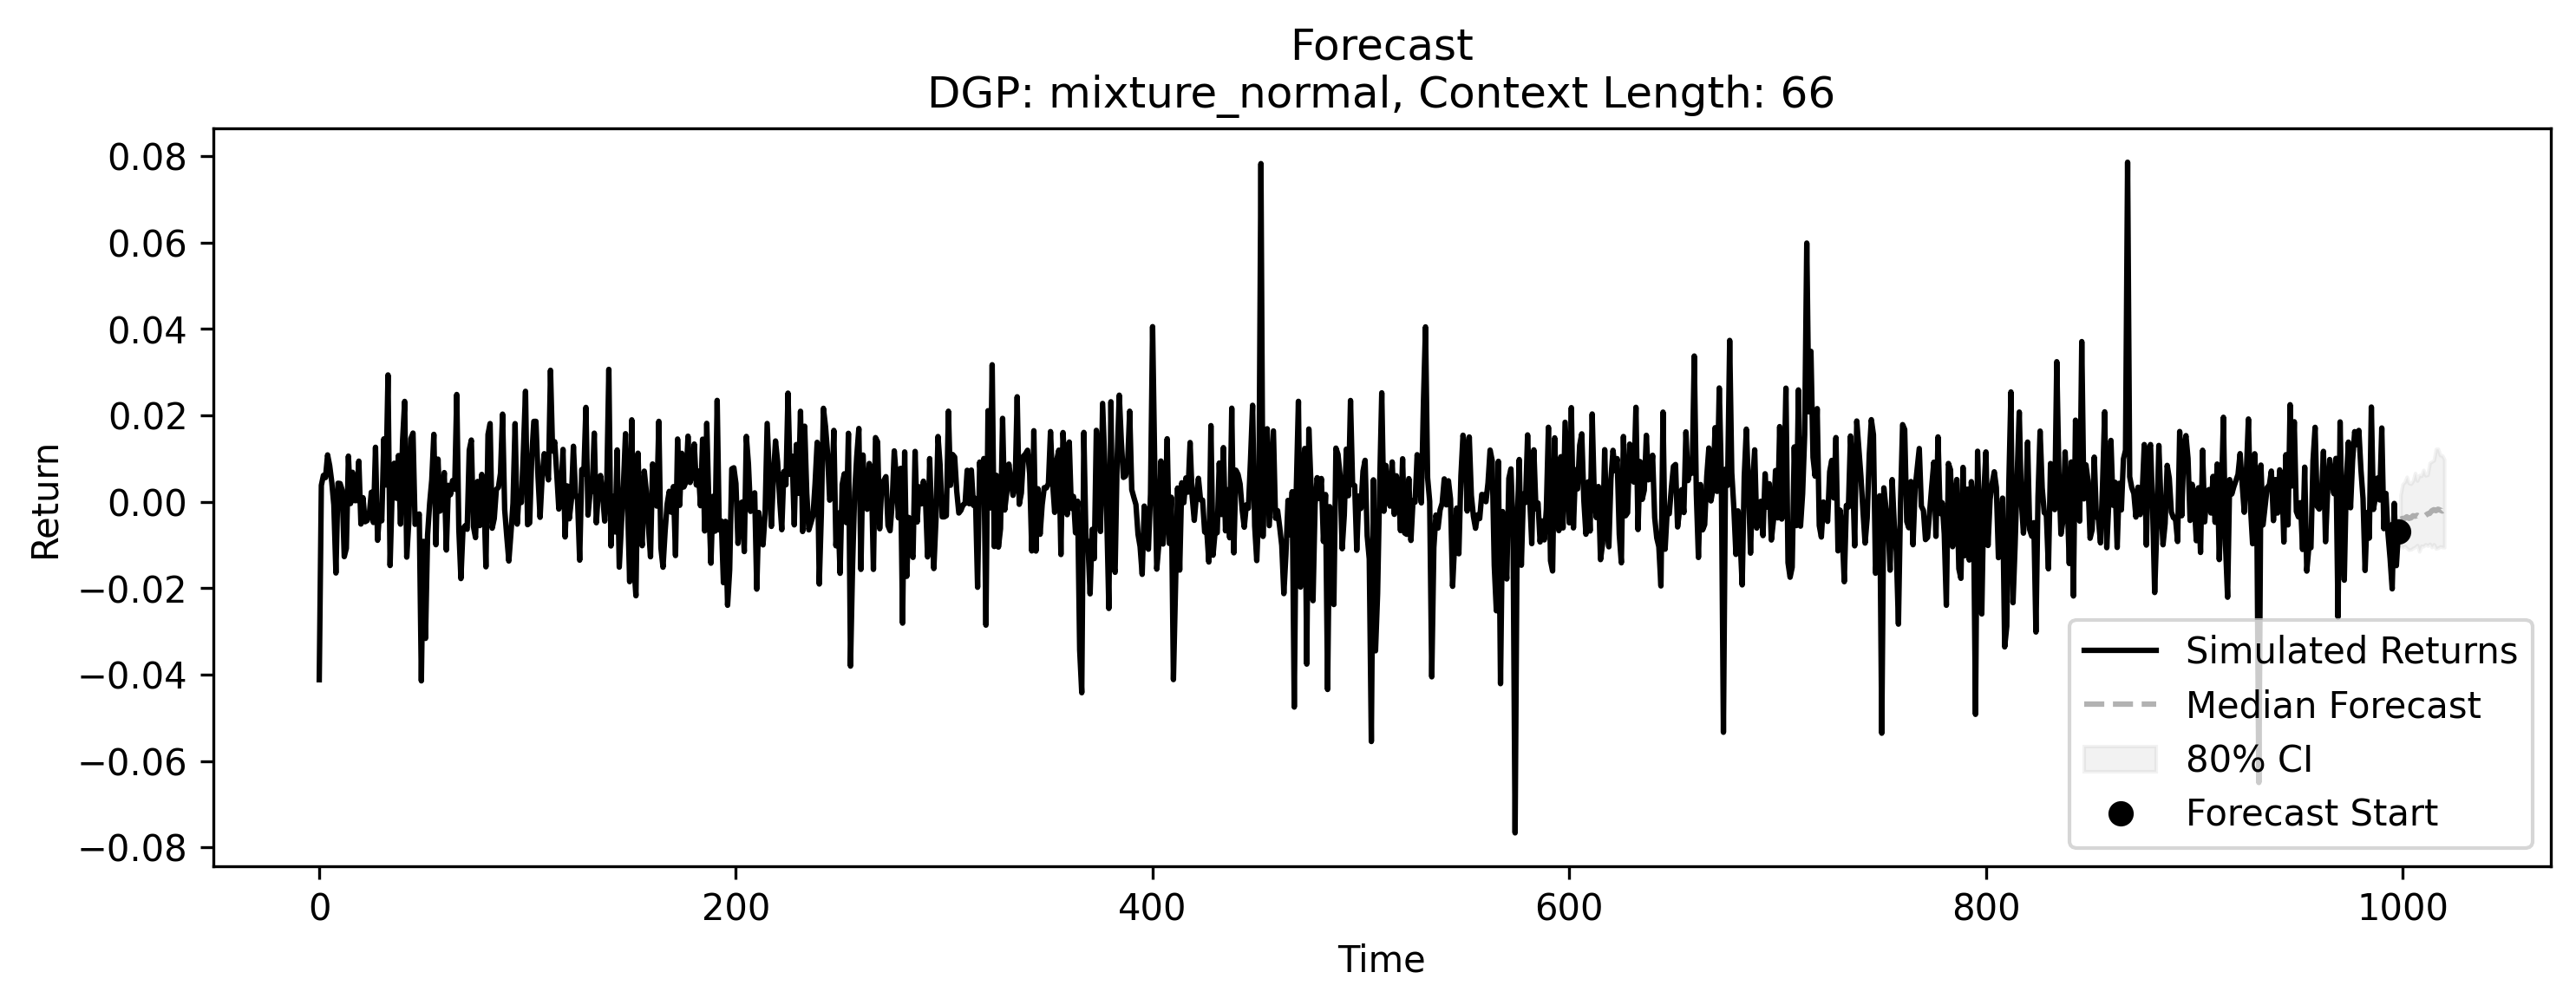 Forecast
DGP: mixture_normal, Context Length: 66
Return
0.08
0.06
0.04
0.02
0.00
−0.02
−0.04
−0.06
−0.08
Simulated Returns
Median Forecast
80% CI
Forecast Start
0 200 400 600 800 1000
Time